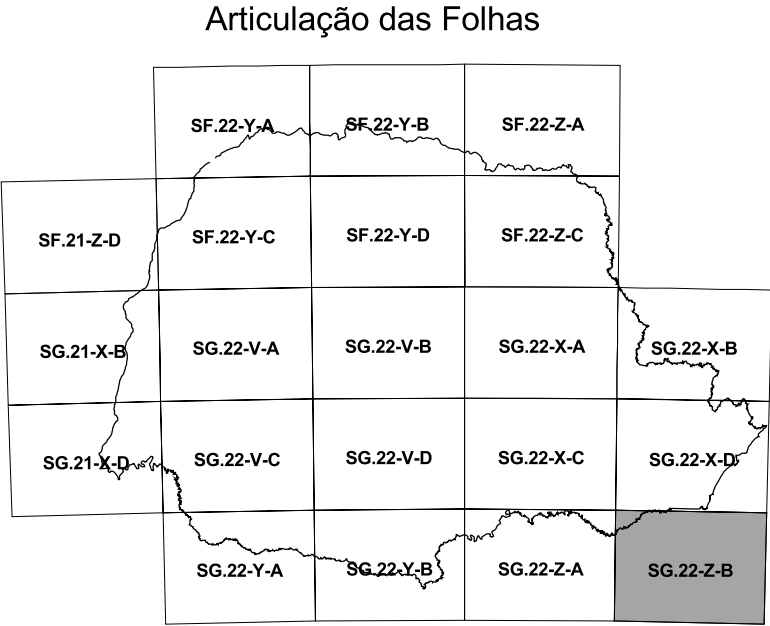 Articulação das Folhas
SF.22-Y-A
SF.22-Y-B
SF.22-Z-A
SF.21-Z-D
SF.22-Y-C
SF.22-Y-D
SF.22-Z-C
SG.21-X-B
SG.22-V-A
SG.22-V-B
SG.22-X-A
SG.22-X-B
SG.21-X-D
SG.22-V-C
SG.22-V-D
SG.22-X-C
SG.22-X-D
SG.22-Y-A
SG.22-Y-B
SG.22-Z-A
SG.22-Z-B